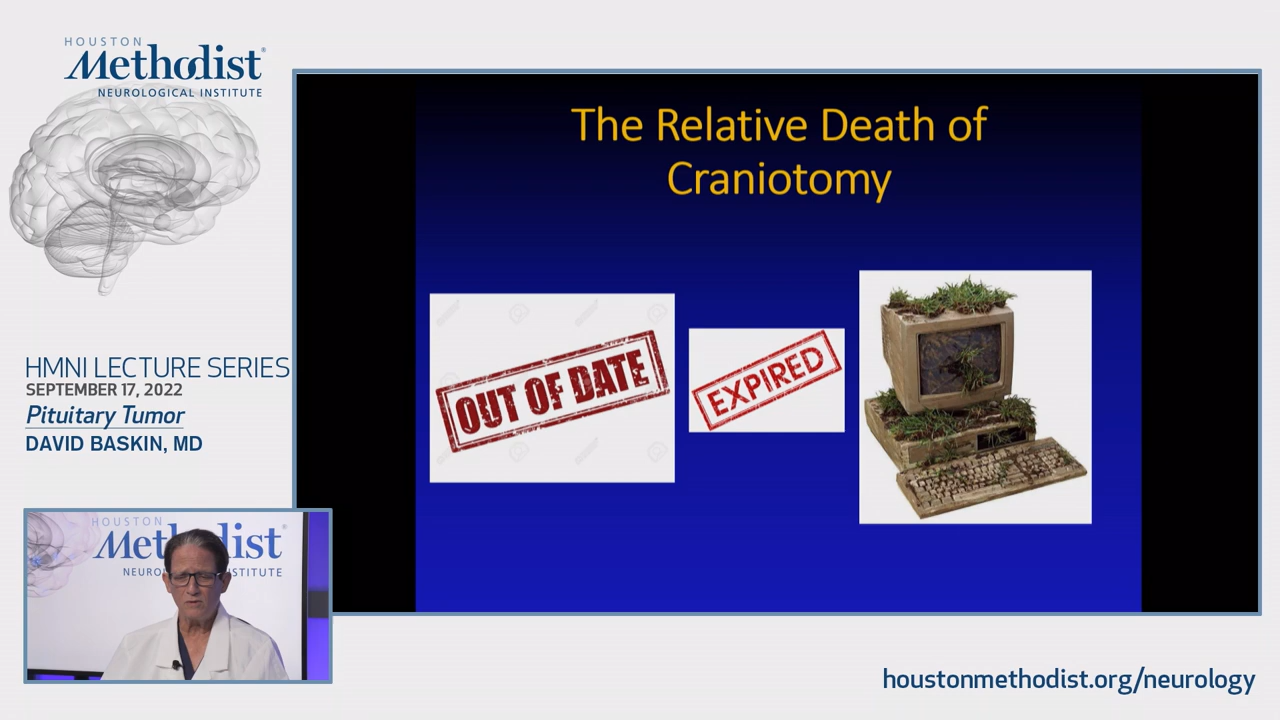 HOUSTON
Methodist®
NEUROLOGICAL INSTITUTE
The Relative Death of
Craniotomy
OUT OF DATE
EXPIRED
HMNI LECTURE SERIES
SEPTEMBER 17, 2022
Pituitary Tumor
DAVID BASKIN, MD
HOUSTON
houstonmethodist.org/neurology